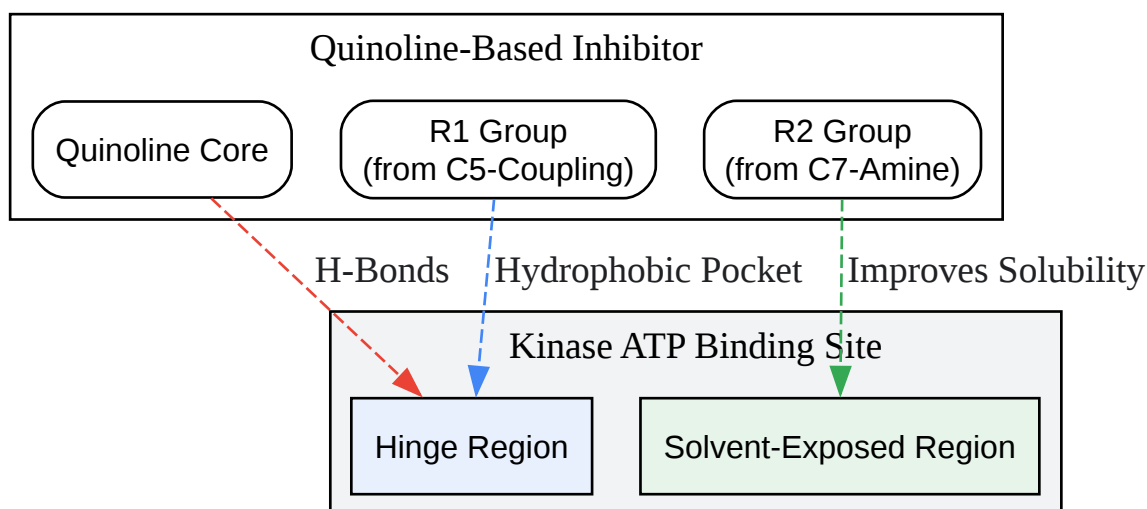 Quinoline-Based Inhibitor
Quinoline Core
R1 Group
(from C5-Coupling)
R2 Group
(from C7-Amine)
H-Bonds
Hydrophobic Pocket
Improves Solubility
Kinase ATP Binding Site
Hinge Region
Solvent-Exposed Region